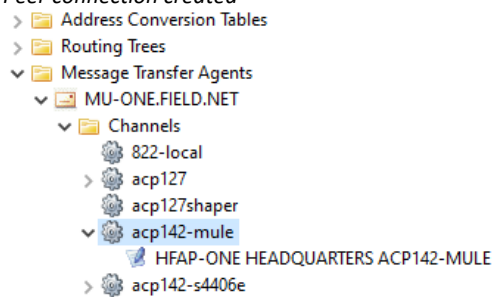 Peer connection created
Address Conversion Tables
Routing Trees
Message Transfer Agents
MU-ONE.FIELD.NET
Channels
822-local
acp127
acp127shaper
acp142-mule
HFAP-ONE HEADQUARTERS ACP142-MULE
acp142-s4406e